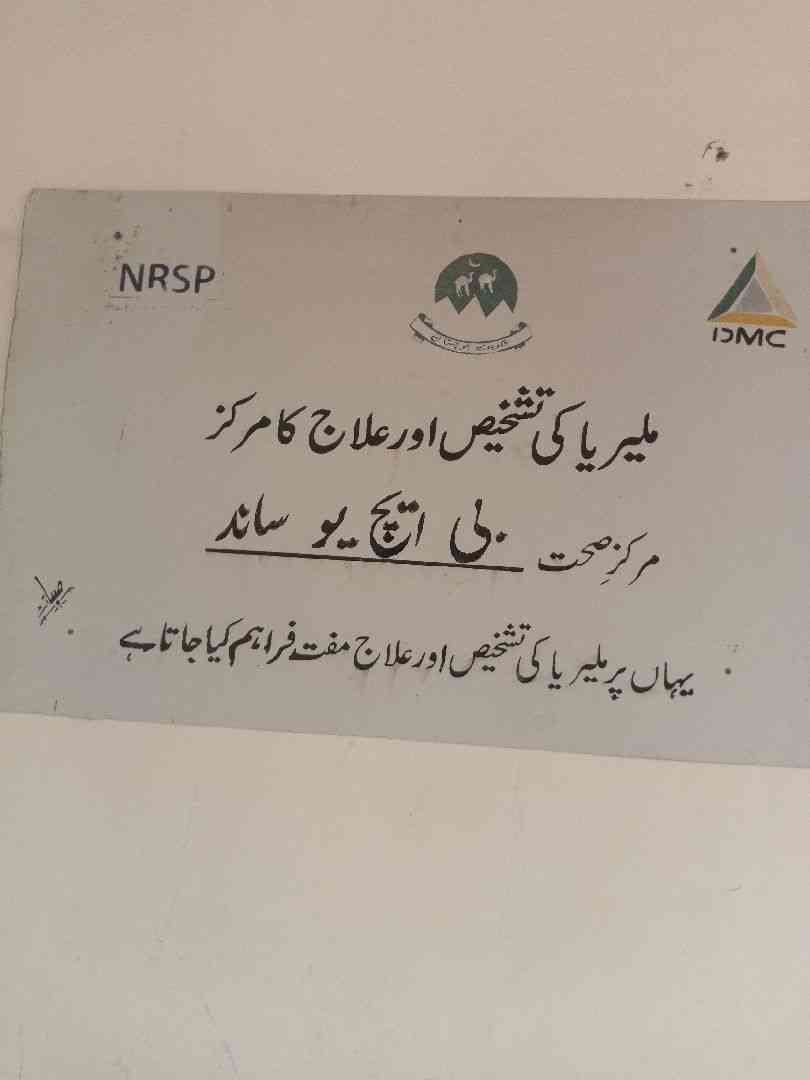 NRSP
DMC
ملیریا کی تشخیص اور علاج کا مرکز
مرکزِ صحت بی ایچ یو ساند
یہاں پر ملیریا کی تشخیص اور علاج مفت فراہم کیا جاتا ہے